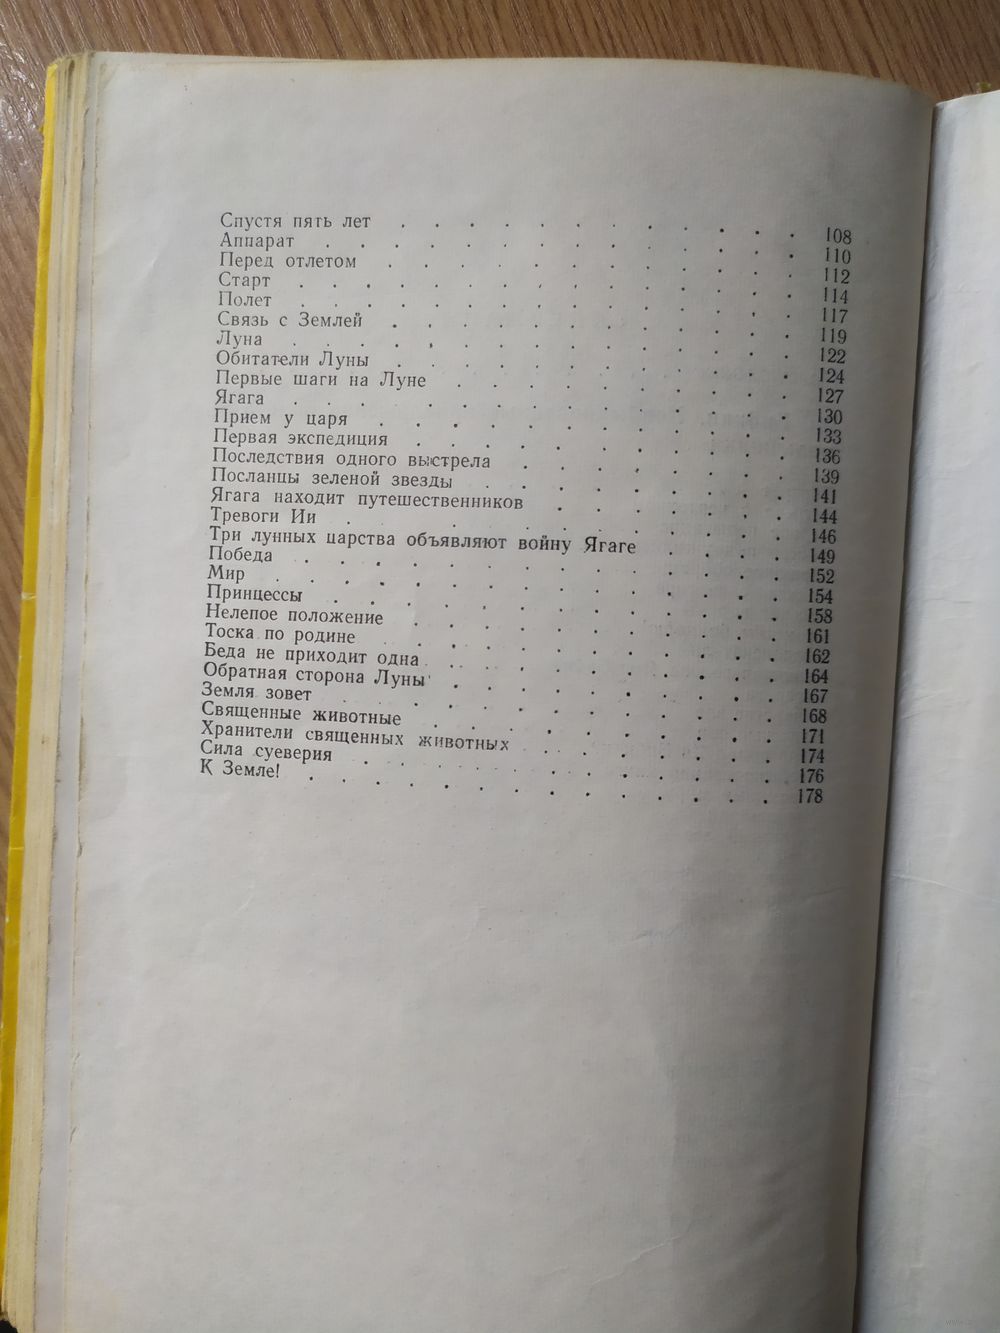 Спустя пять лет . . . . . . . . . . . . 108
Аппарат . . . . . . . . . . . . . . 110
Перед отлетом . . . . . . . . . . . . 112
Старт . . . . . . . . . . . . . . . 114
Полет . . . . . . . . . . . . . . . 117
Связь с Землей . . . . . . . . . . . . 119
Луна . . . . . . . . . . . . . . . 122
Обитатели Луны . . . . . . . . . . . . 124
Первые шаги на Луне . . . . . . . . . . 127
Ягага . . . . . . . . . . . . . . . 130
Прием у царя . . . . . . . . . . . . 133
Первая экспедиция . . . . . . . . . . . 136
Последствия одного выстрела . . . . . . . . 139
Посланцы зеленой звезды . . . . . . . . . 141
Ягага находит путешественников . . . . . . . 144
Тревоги Ии . . . . . . . . . . . . . 146
Три лунных царства объявляют войну Ягаге . . . . 149
Победа . . . . . . . . . . . . . . 152
Мир . . . . . . . . . . . . . . . 154
Принцессы . . . . . . . . . . . . . 158
Нелепое положение . . . . . . . . . . . 161
Тоска по родине . . . . . . . . . . . . 162
Беда не приходит одна . . . . . . . . . . 164
Обратная сторона Луны . . . . . . . . . . 167
Земля зовет . . . . . . . . . . . . . 168
Священные животные . . . . . . . . . . 171
Хранители священных животных . . . . . . . . 174
Сила суеверия . . . . . . . . . . . . 176
К Земле! . . . . . . . . . . . . . . 178